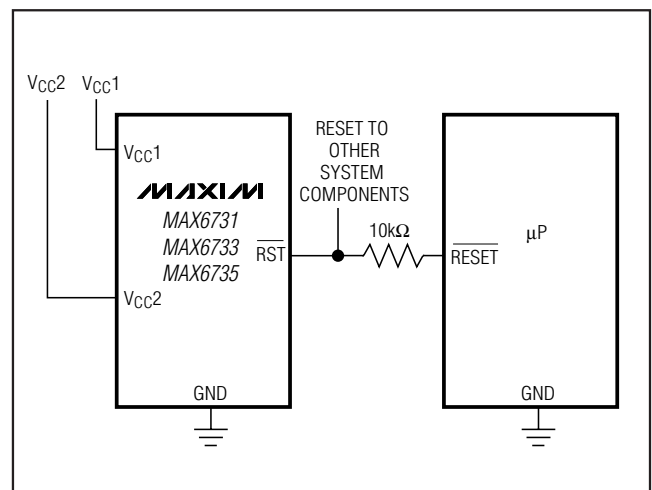 VCC2 VCC1
VCC1
MAXIM
MAX6731
MAX6733
MAX6735
RST
VCC2
GND
RESET TO
OTHER
SYSTEM
COMPONENTS
10kΩ
RESET
μP
GND